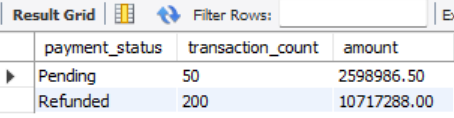 Result Grid Filter Rows:
payment_status transaction_count amount
Pending 50 2598986.50
Refunded 200 10717288.00